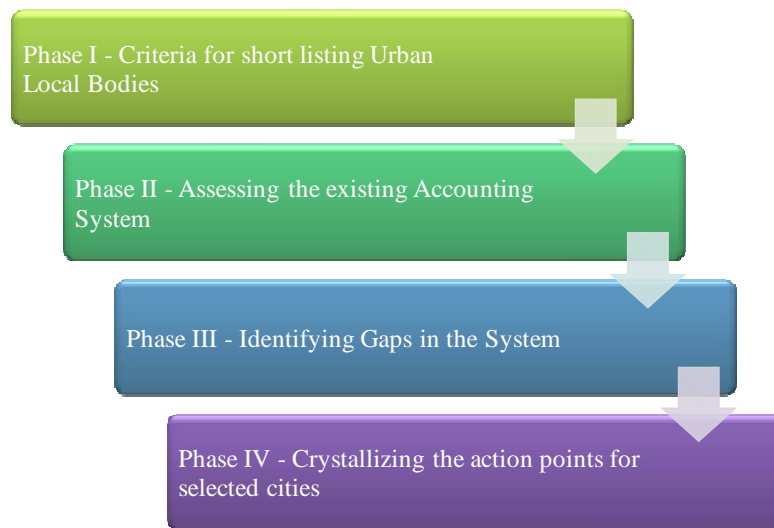 Phase I - Criteria for short listing Urban
Local Bodies
Phase II - Assessing the existing Accounting
System
Phase III - Identifying Gaps in the System
Phase IV - Crystallizing the action points for
selected cities